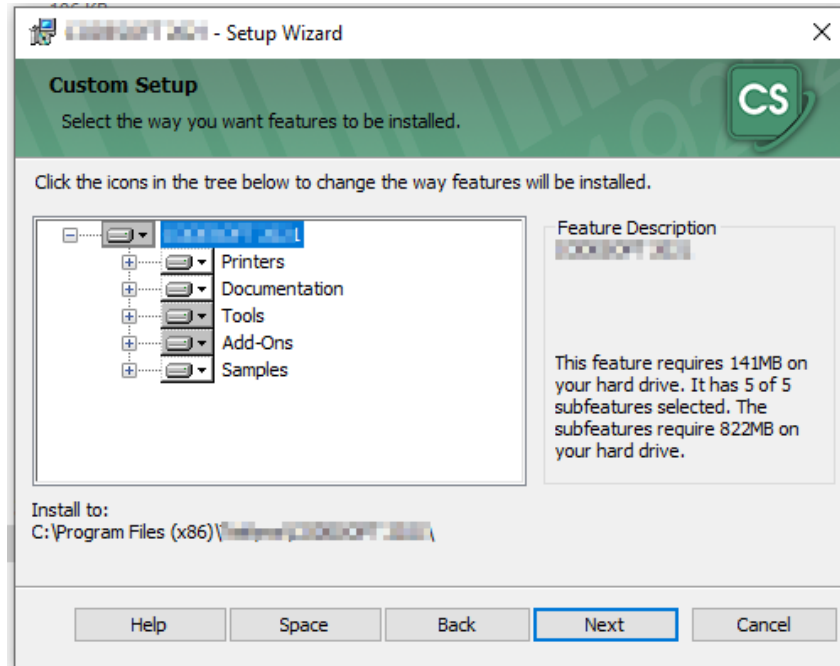 - Setup Wizard
Custom Setup
Select the way you want features to be installed.
CS
Click the icons in the tree below to change the way features will be installed.
Feature Description
Printers
Documentation
Tools
Add-Ons
Samples
This feature requires 141MB on
your hard drive. It has 5 of 5
subfeatures selected. The
subfeatures require 822MB on
your hard drive.
Install to:
C:\Program Files (x86)\
Help
Space
Back
Next
Cancel